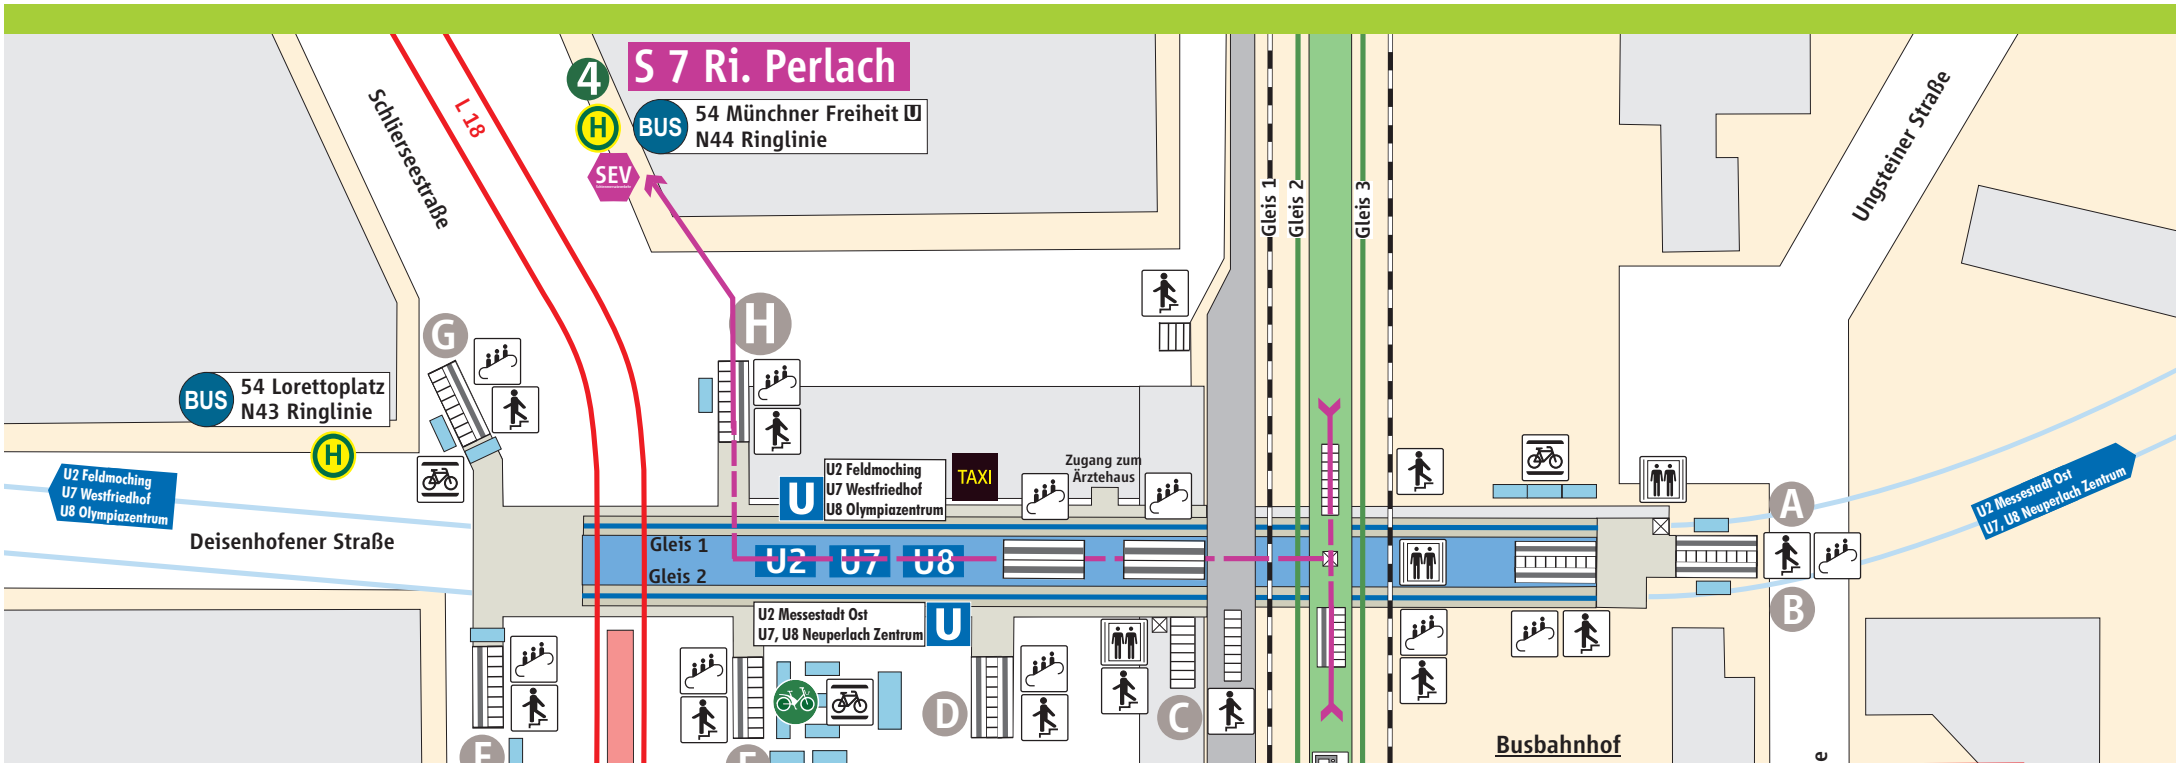 S 7 Ri. Perlach
4
H
BUS
54 Münchner Freiheit U
N44 Ringlinie
SEV
Schlierseestraße
L 18
Gleis 1
Gleis 2
Gleis 3
Ungsteiner Straße
G
H
BUS
54 Lorettoplatz
N43 Ringlinie
H
U2 Feldmoching
U7 Westfriedhof
U8 Olympiazentrum
Deisenhofener Straße
U
U2 Feldmoching
U7 Westfriedhof
U8 Olympiazentrum
TAXI
Zugang zum
Ärztehaus
A
U2 Messestadt Ost
U7, U8 Neuperlach Zentrum
Gleis 1
Gleis 2
U2
U7
U8
B
U2 Messestadt Ost
U7, U8 Neuperlach Zentrum
U
D
C
Busbahnhof